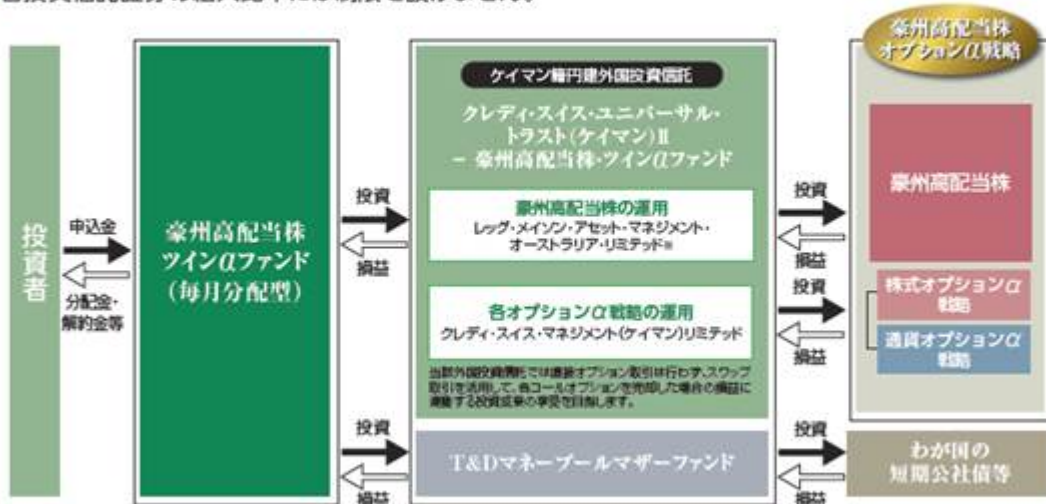 豪州高配当株
オプションα戦略
ケイマン籍円建外国投資信託
クレディ・スイス・ユニバーサル・
トラスト(ケイマン)Ⅱ
－ 豪州高配当株・ツインαファンド
投資者
申込金
分配金・
解約金等
豪州高配当株
ツインαファンド
(毎月分配型)
投資
損益
豪州高配当株の運用
レッグ・メイソン・アセット・マネジメント・
オーストラリア・リミテッド※
投資
損益
豪州高配当株
各オプションα戦略の運用
クレディ・スイス・マネジメント(ケイマン)リミテッド
投資
損益
株式オプションα
戦略
通貨オプションα
戦略
当該外国投資信託では直接オプション取引は行わず、スワップ
取引を活用して、各コールオプションを売却した場合の損益に
連動する投資成果の享受を目指します。
投資
損益
T&Dマネープールマザーファンド
投資
損益
わが国の
短期公社債等